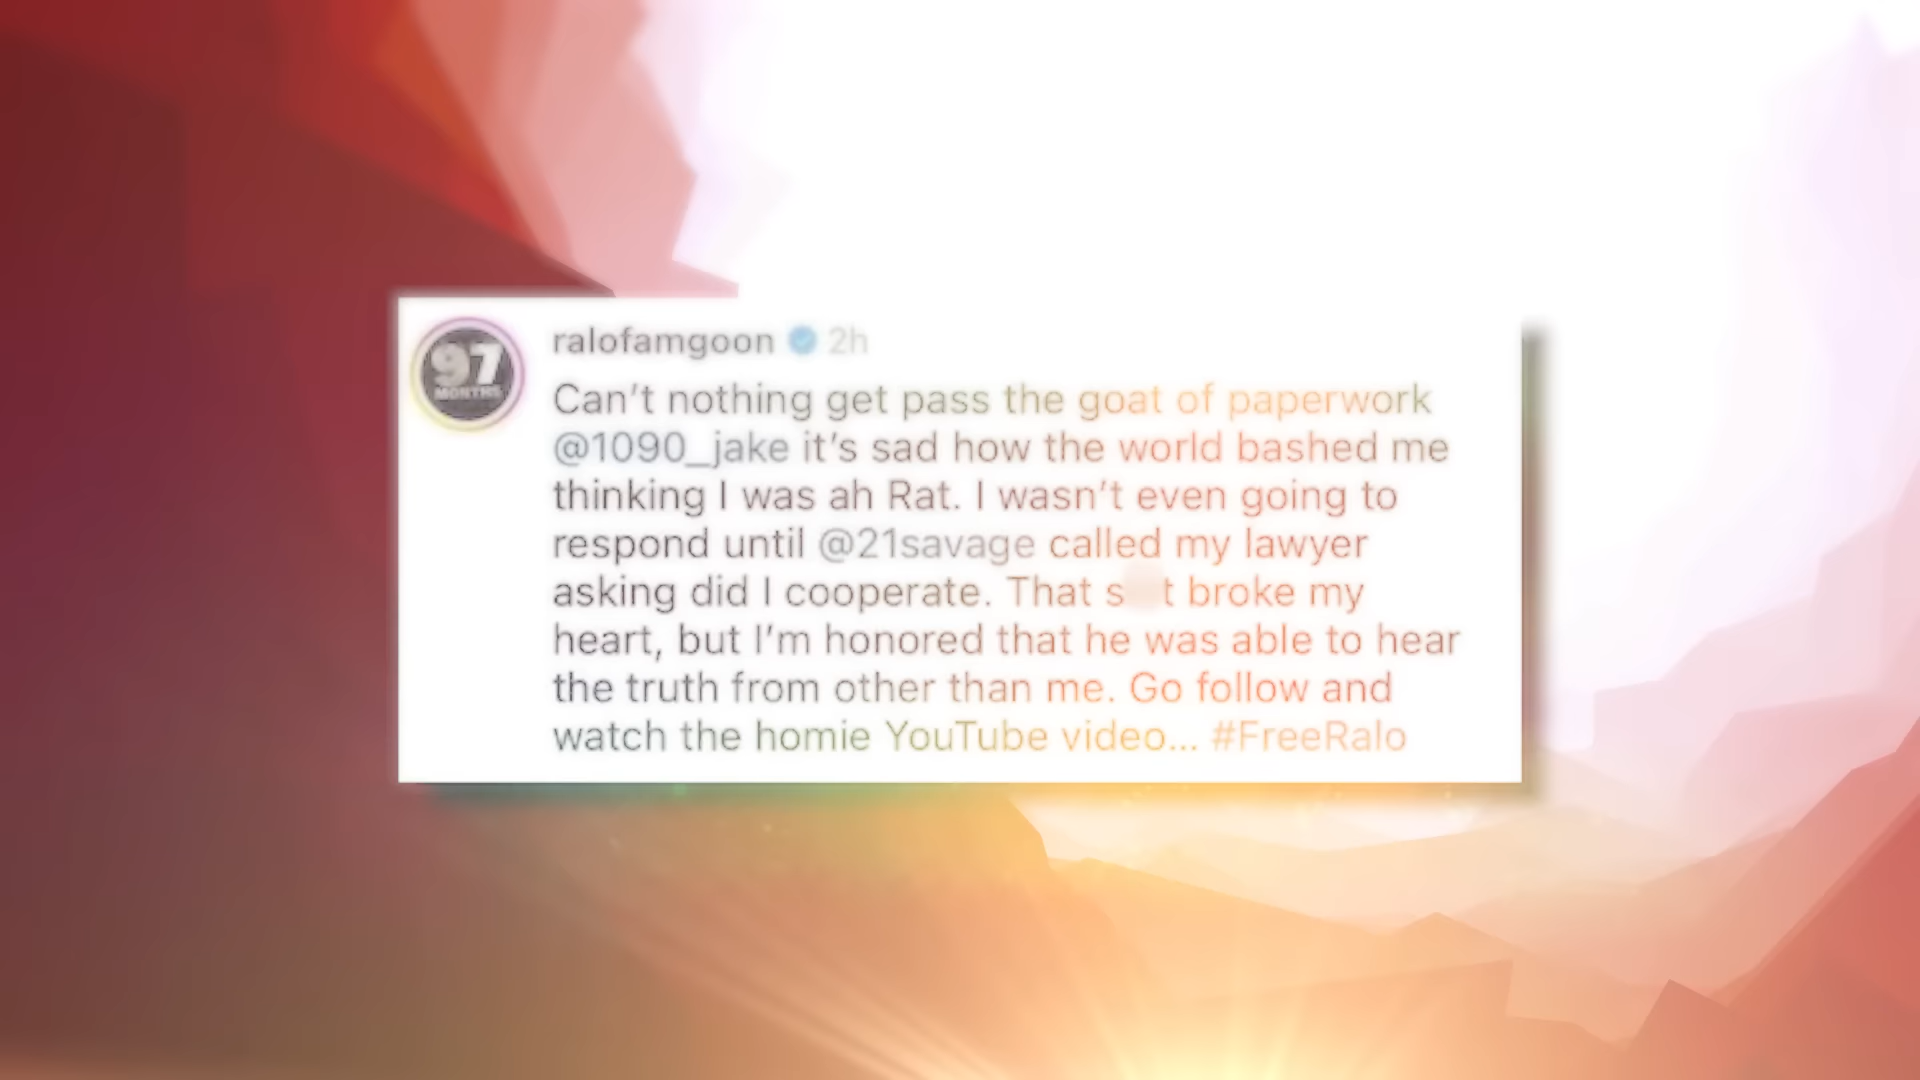 97
MONTHS
ralofamgoon 2h
Can't nothing get pass the goat of paperwork
@1090_jake it's sad how the world bashed me
thinking I was ah Rat. I wasn't even going to
respond until @21savage called my lawyer
asking did I cooperate. That s t broke my
heart, but I'm honored that he was able to hear
the truth from other than me. Go follow and
watch the homie YouTube video... #FreeRalo